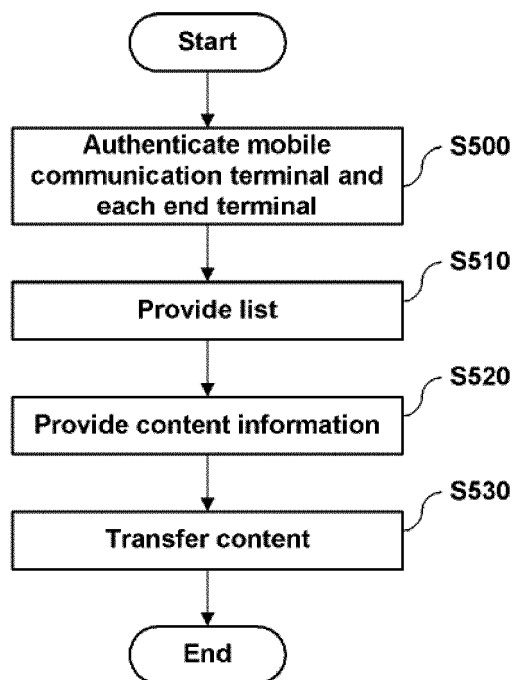 Start
Authenticate mobile
communication terminal and
each end terminal
S500
Provide list
S510
Provide content information
S520
Transfer content
S530
End